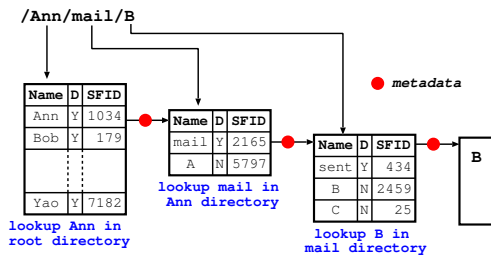 /Ann/mail/B
metadata
Name D SFID
Ann Y 1034
Bob Y 179
Yao Y 7182
lookup Ann in
root directory
Name D SFID
mail Y 2165
A N 5797
lookup mail in
Ann directory
Name D SFID
sent Y 434
B N 2459
C N 25
lookup B in
mail directory
B